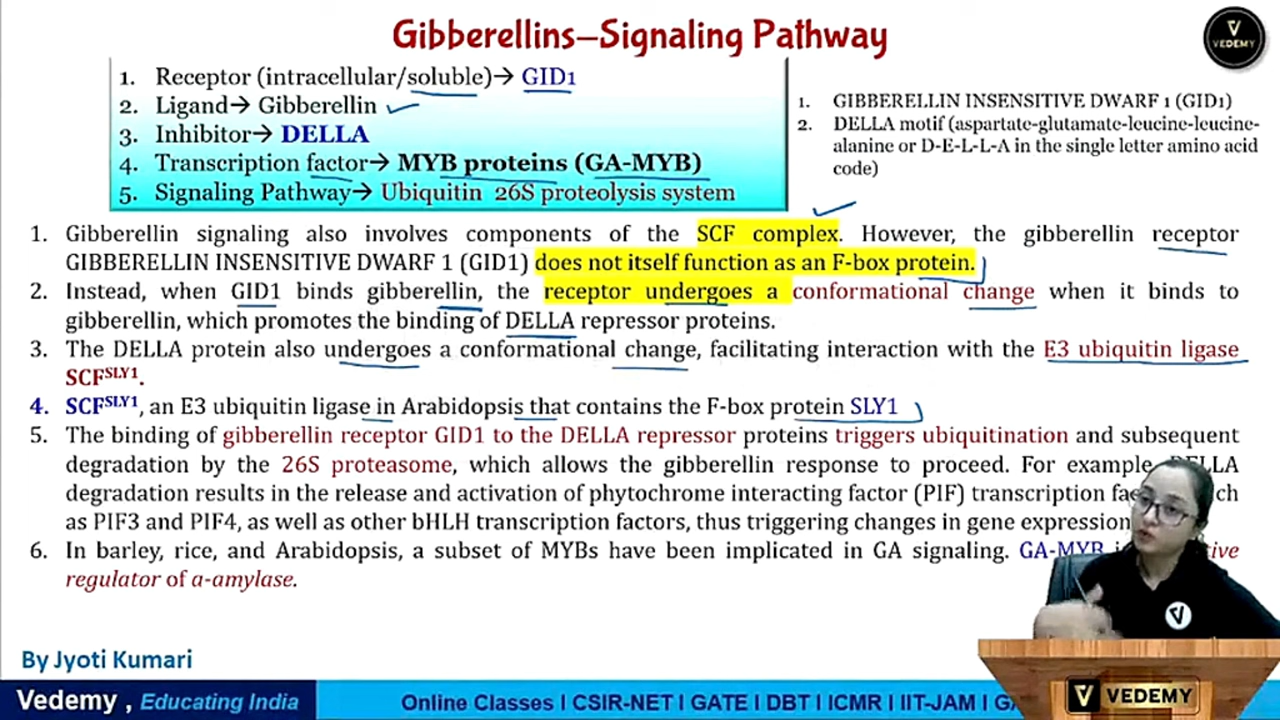 Gibberellins–Signaling Pathway
V
VEDEMY
1. Receptor (intracellular/soluble)→ GID1
2. Ligand→ Gibberellin
3. Inhibitor→ DELLA
4. Transcription factor→ MYB proteins (GA-MYB)
5. Signaling Pathway→ Ubiquitin 26S proteolysis system
1. GIBBERELLIN INSENSITIVE DWARF 1 (GID1)
2. DELLA motif (aspartate-glutamate-leucine-leucine-
alanine or D-E-L-L-A in the single letter amino acid
code)
1. Gibberellin signaling also involves components of the SCF complex. However, the gibberellin receptor
GIBBERELLIN INSENSITIVE DWARF 1 (GID1) does not itself function as an F-box protein.
2. Instead, when GID1 binds gibberellin, the receptor undergoes a conformational change when it binds to
gibberellin, which promotes the binding of DELLA repressor proteins.
3. The DELLA protein also undergoes a conformational change, facilitating interaction with the E3 ubiquitin ligase
SCFSLY1.
4. SCFSLY1, an E3 ubiquitin ligase in Arabidopsis that contains the F-box protein SLY1
5. The binding of gibberellin receptor GID1 to the DELLA repressor proteins triggers ubiquitination and subsequent
degradation by the 26S proteasome, which allows the gibberellin response to proceed. For example
degradation results in the release and activation of phytochrome interacting factor (PIF) transcription
as PIF3 and PIF4, as well as other bHLH transcription factors, thus triggering changes in gene expression
6. In barley, rice, and Arabidopsis, a subset of MYBs have been implicated in GA signaling. GA-MYB
regulator of a-amylase.
By Jyoti Kumari
V
V VEDEMY
Vedemy , Educating India
Online Classes I CSIR-NET I GATE I DBT I ICMR I IIT-JAM I